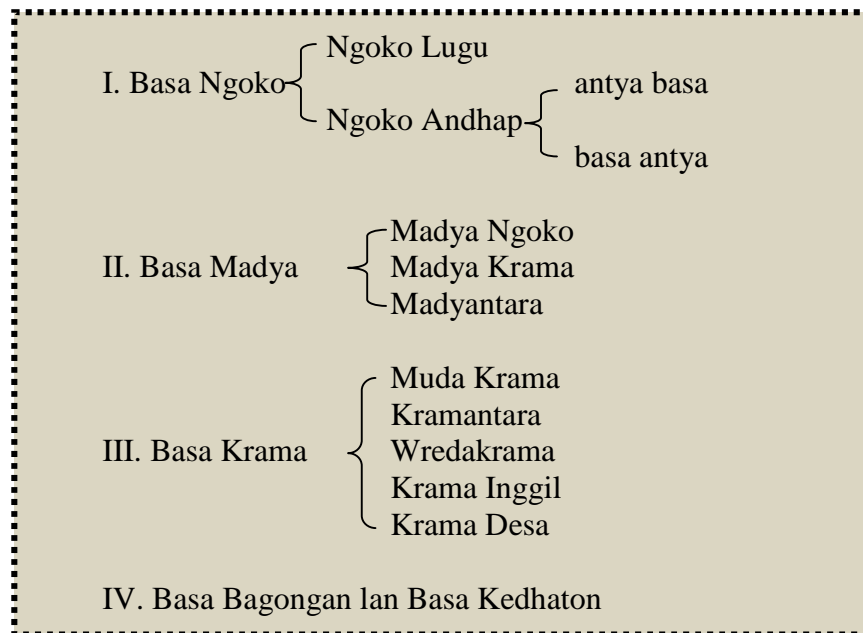 Ngoko Lugu
I. Basa Ngoko
antya basa
Ngoko Andhap
basa antya
Madya Ngoko
II. Basa Madya
Madya Krama
Madyantara
Muda Krama
Kramantara
III. Basa Krama
Wredakrama
Krama Inggil
Krama Desa
IV. Basa Bagongan lan Basa Kedhaton